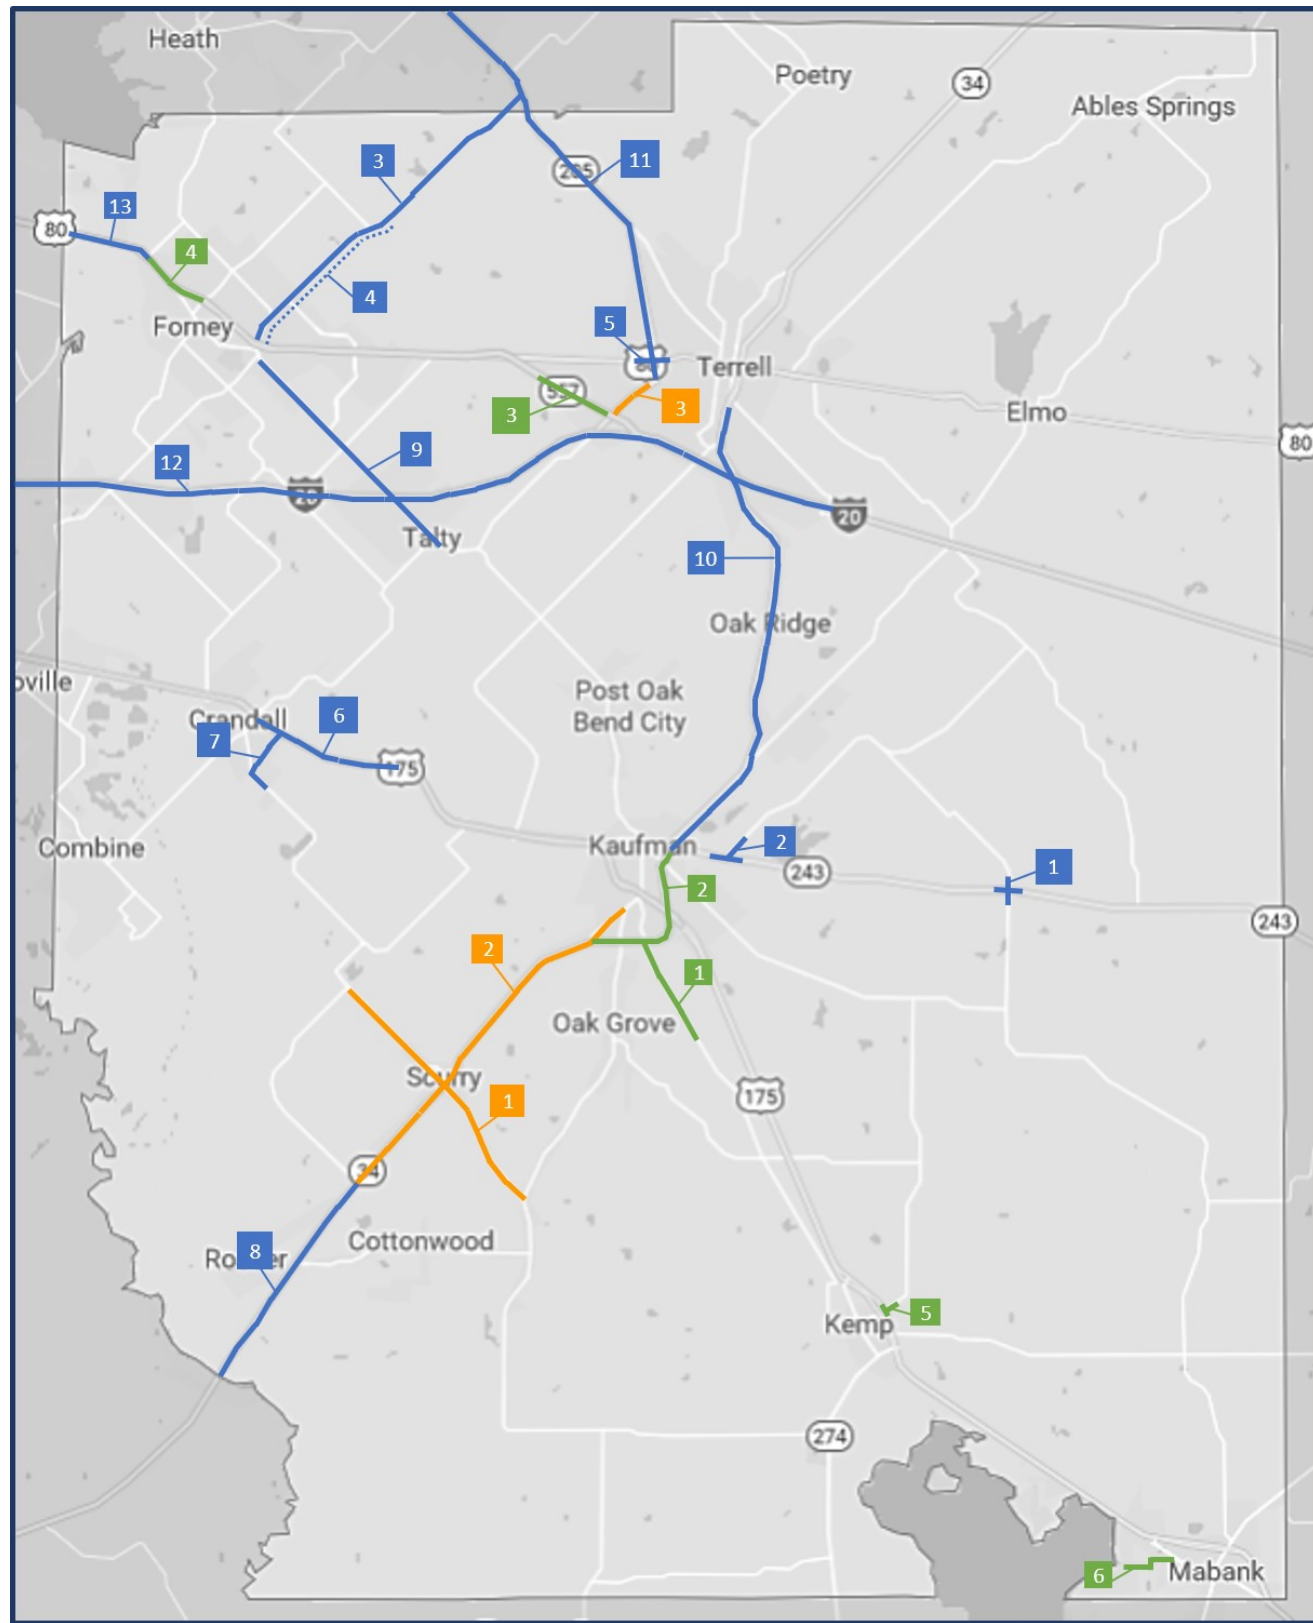 Heath
Poetry
34
Ables Springs
3
205
11
13
80
4
4
Forney
5
80
Terrell
557
3
3
Elmo
80
12
9
20
Talty
20
10
Oak Ridge
oville
Post Oak
Bend City
Crandall
6
7
175
Combine
Kaufman
2
243
1
2
243
2
1
Oak Grove
Scurry
1
175
34
Cottonwood
8
5
Kemp
274
6
Mabank